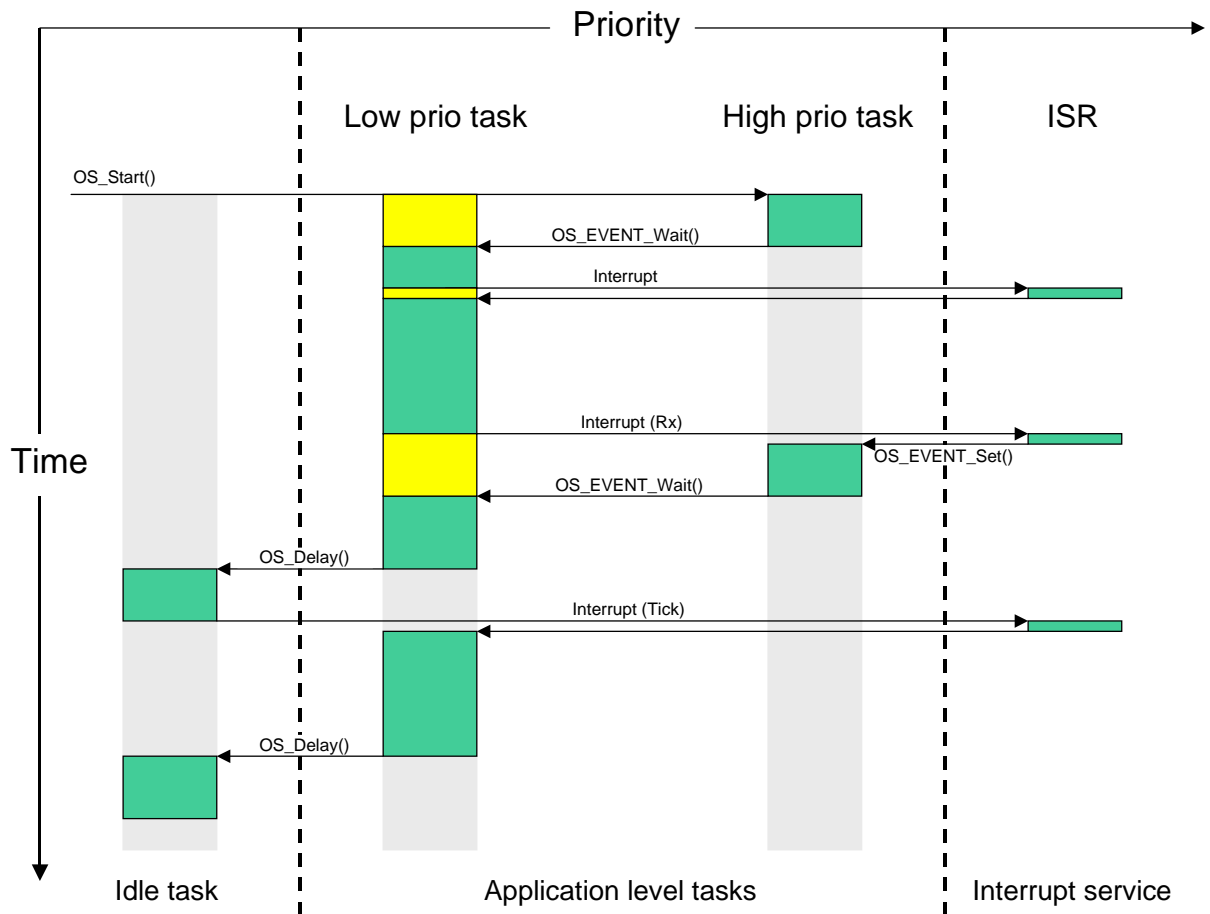 Priority
Low prio task
High prio task
ISR
OS_Start()
OS_EVENT_Wait()
Interrupt
Interrupt (Rx)
OS_EVENT_Set()
Time
OS_EVENT_Wait()
OS_Delay()
Interrupt (Tick)
OS_Delay()
Idle task
Application level tasks
Interrupt service